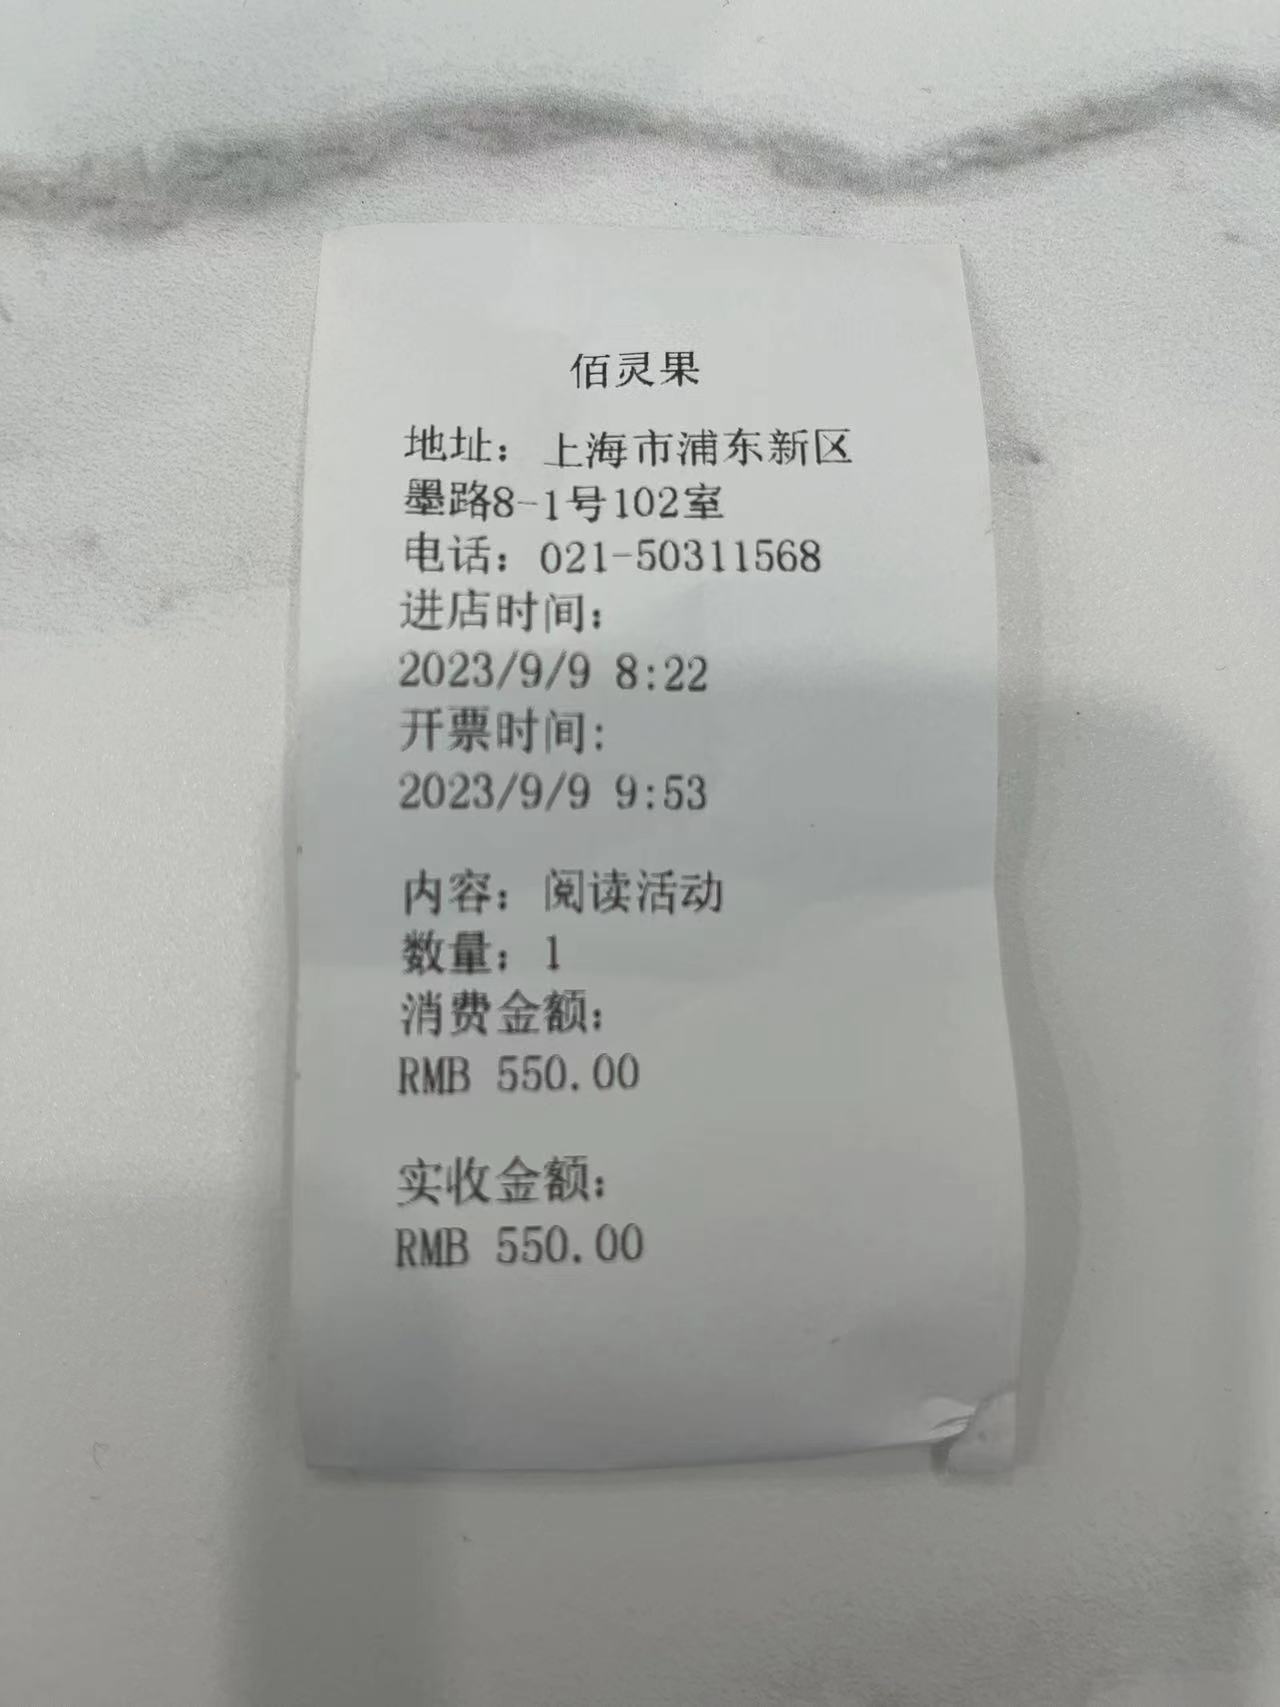 佰灵果
地址：上海市浦东新区
墨路8-1号102室
电话：021-50311568
进店时间：
2023/9/9 8:22
开票时间：
2023/9/9 9:53
内容：阅读活动
数量：1
消费金额：
RMB 550.00
实收金额：
RMB 550.00